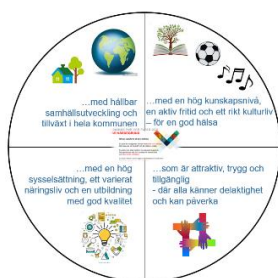 ...med hållbar
samhällsutveckling och
tillväxt i hela kommunen
...med en hög kunskapsnivå,
en aktiv fritid och ett rikt kulturliv
– för en god hälsa
...med en hög
sysselsättning, ett varierat
näringsliv och en utbildning
med god kvalitet
...som är attraktiv, trygg och
tillgänglig
- där alla känner delaktighet
och kan påverka